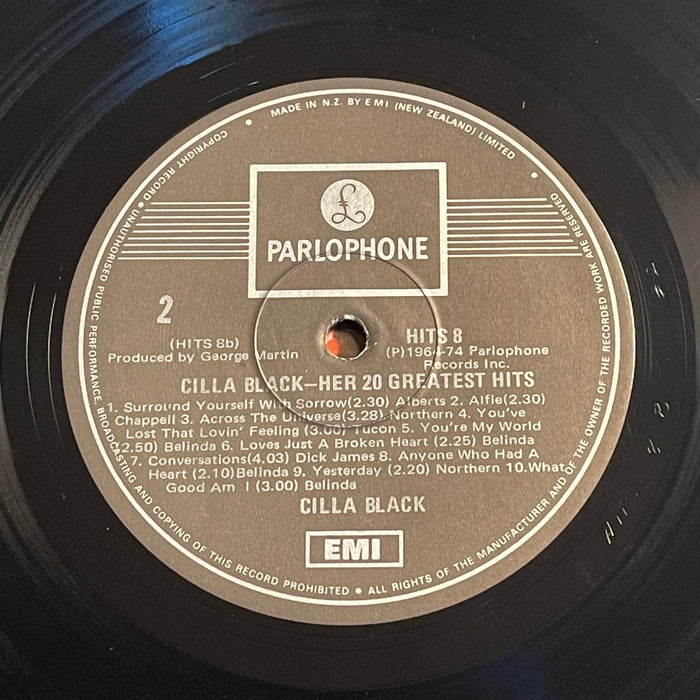 MADE IN N.Z. BY EMI (NEW ZEALAND) LIMITED
£
PARLOPHONE
2
HITS 8
(HITS 8b)
(P)1964-74 Parlophone
Produced by George Martin
Records Inc.
CILLA BLACK—HER 20 GREATEST HITS
1. Surround Yourself With Sorrow(2.30) Alberts 2. Alfie(2.30)
Chappell 3. Across The Universe(3.28) Northern 4. You've
Lost That Lovin' Feeling (3.00) Tucon 5. You're My World
(2.50) Belinda 6. Loves Just A Broken Heart (2.25) Belinda
7. Conversations(4.03) Dick James 8. Anyone Who Had A
Heart (2.10)Belinda 9. Yesterday (2.20) Northern 10.What
Good Am I (3.00) Belinda
CILLA BLACK
EMI
COPYRIGHT RECORD • UNAUTHORISED PUBLIC PERFORMANCE, BROADCASTING AND COPYING OF THIS RECORD PROHIBITED • ALL RIGHTS OF THE MANUFACTURER AND OF THE OWNER OF THE RECORDED WORK ARE RESERVED